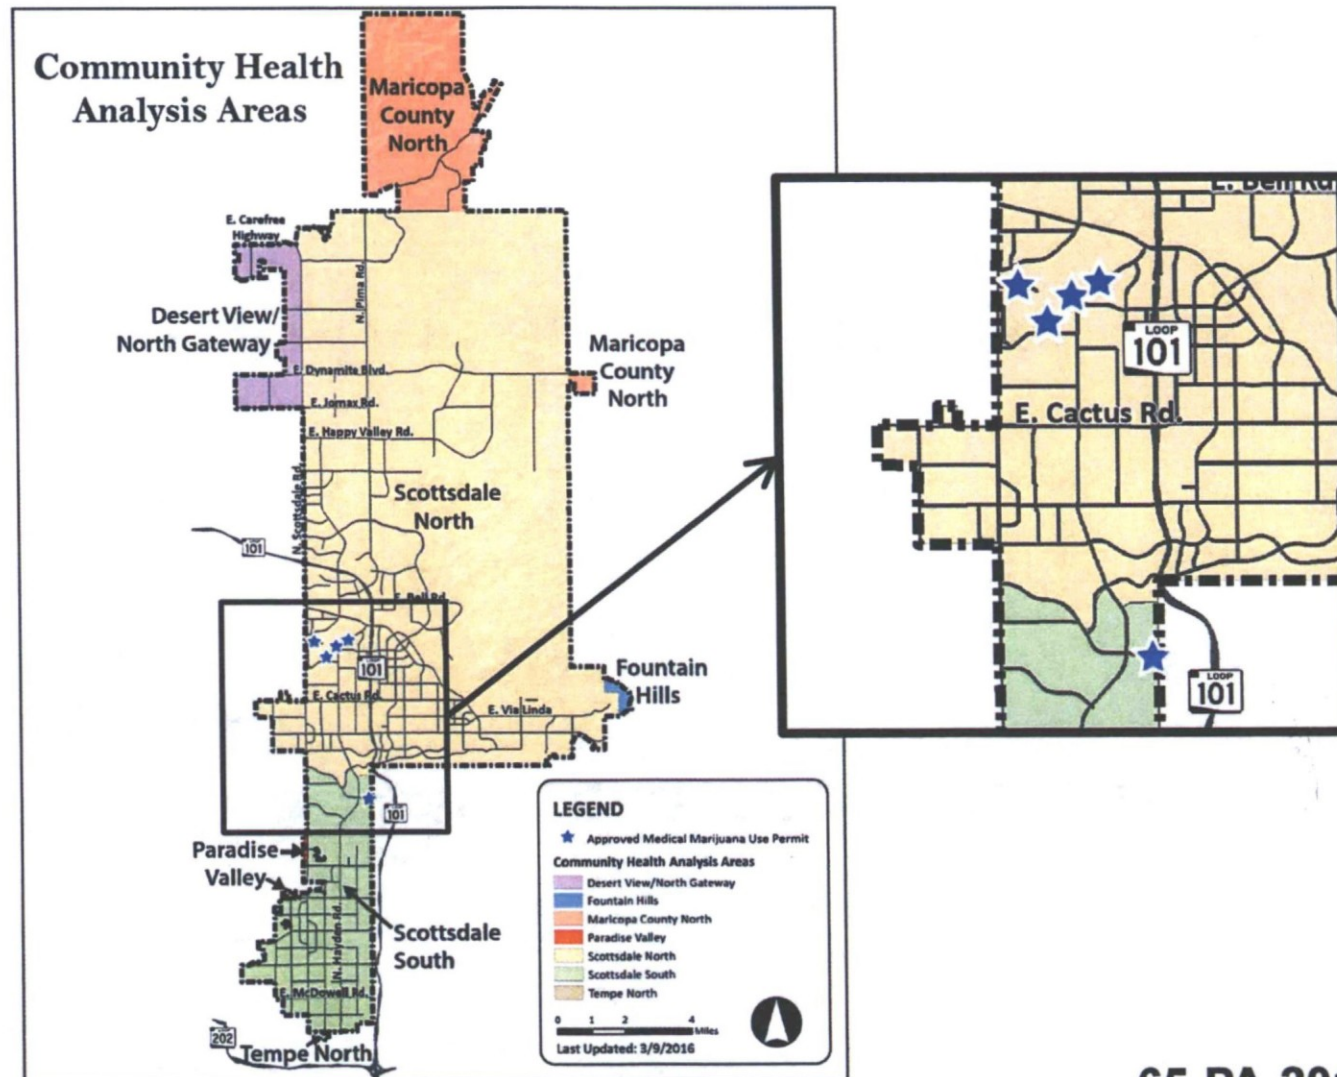 Community Health
Analysis Areas
Maricopa
County
North
E. Carefree
Highway
N. Pima Rd.
Desert View/
North Gateway
E. Dynamite Blvd.
Maricopa
County
North
E. Jomax Rd.
E. Happy Valley Rd.
N. Scottsdale Rd.
Scottsdale
North
101
E. Bell Rd.
101
E. Cactus Rd.
E. Via Linda
Fountain
Hills
101
Paradise
Valley
N. Hayden Rd.
Scottsdale
South
E. McDowell Rd.
202
Tempe North
E. Bell Rd
LOOP
101
E. Cactus Rd.
LOOP
101
LEGEND
Approved Medical Marijuana Use Permit
Community Health Analysis Areas
Desert View/North Gateway
Fountain Hills
Maricopa County North
Paradise Valley
Scottsdale North
Scottsdale South
Tempe North
0 1 2 4
Miles
Last Updated: 3/9/2016